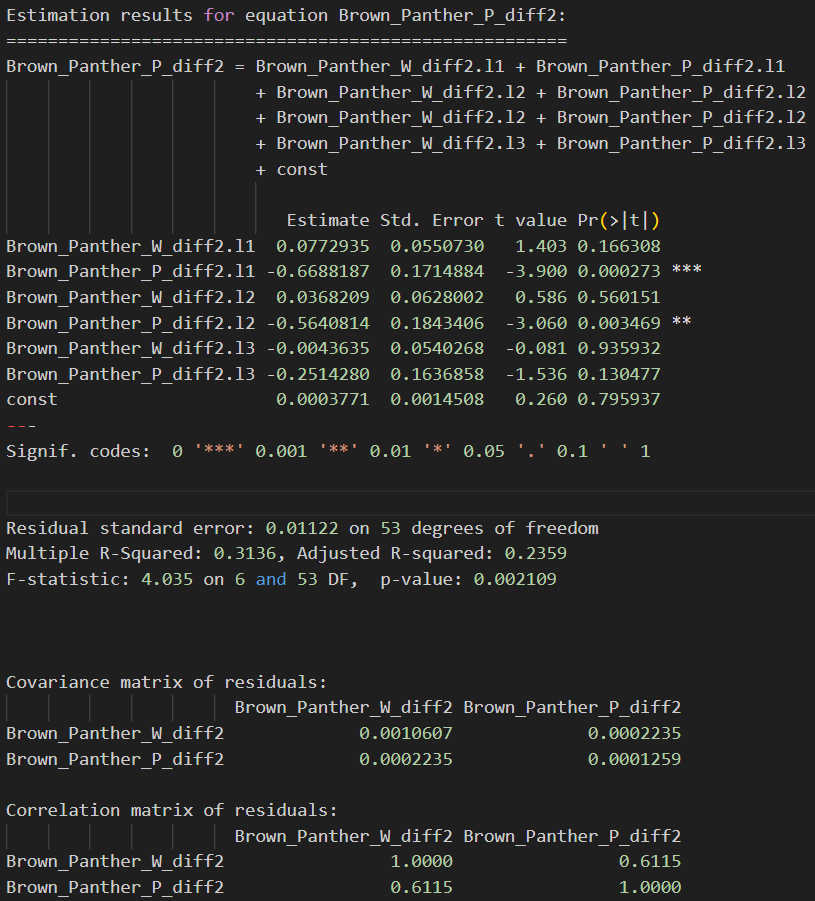 Estimation results for equation Brown_Panther_P_diff2:
======================================================
Brown_Panther_P_diff2 = Brown_Panther_W_diff2.l1 + Brown_Panther_P_diff2.l1
+ Brown_Panther_W_diff2.l2 + Brown_Panther_P_diff2.l2
+ Brown_Panther_W_diff2.l2 + Brown_Panther_P_diff2.l2
+ Brown_Panther_W_diff2.l3 + Brown_Panther_P_diff2.l3
+ const
Estimate Std. Error t value Pr(>|t|)
Brown_Panther_W_diff2.l1 0.0772935 0.0550730 1.403 0.166308
Brown_Panther_P_diff2.l1 -0.6688187 0.1714884 -3.900 0.000273 ***
Brown_Panther_W_diff2.l2 0.0368209 0.0628002 0.586 0.560151
Brown_Panther_P_diff2.l2 -0.5640814 0.1843406 -3.060 0.003469 **
Brown_Panther_W_diff2.l3 -0.0043635 0.0540268 -0.081 0.935932
Brown_Panther_P_diff2.l3 -0.2514280 0.1636858 -1.536 0.130477
const 0.0003771 0.0014508 0.260 0.795937
---
Signif. codes: 0 '***' 0.001 '**' 0.01 '*' 0.05 '.' 0.1 ' ' 1
Residual standard error: 0.01122 on 53 degrees of freedom
Multiple R-Squared: 0.3136, Adjusted R-squared: 0.2359
F-statistic: 4.035 on 6 and 53 DF, p-value: 0.002109
Covariance matrix of residuals:
Brown_Panther_W_diff2 Brown_Panther_P_diff2
Brown_Panther_W_diff2 0.0010607 0.0002235
Brown_Panther_P_diff2 0.0002235 0.0001259
Correlation matrix of residuals:
Brown_Panther_W_diff2 Brown_Panther_P_diff2
Brown_Panther_W_diff2 1.0000 0.6115
Brown_Panther_P_diff2 0.6115 1.0000